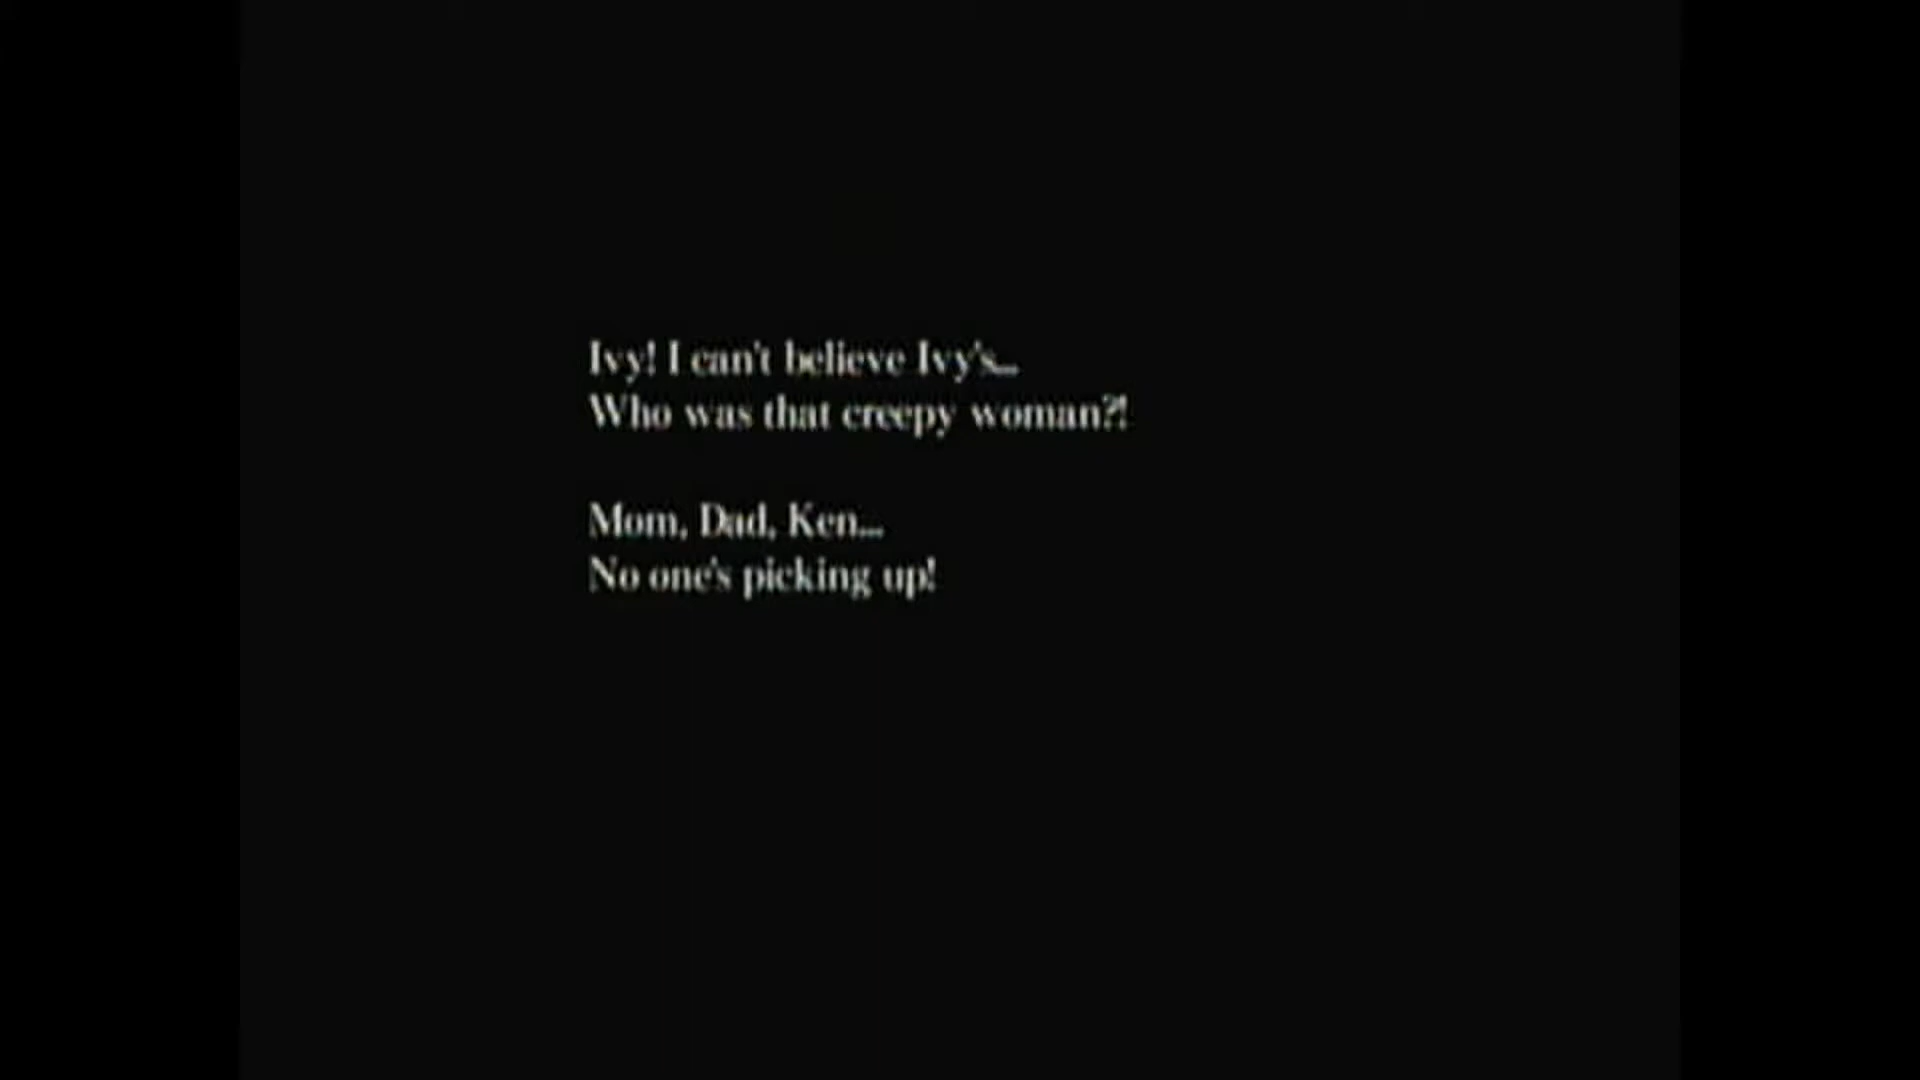 Ivy! I can't believe Ivy's...
Who was that creepy woman?!
Mom, Dad, Ken...
No one's picking up!